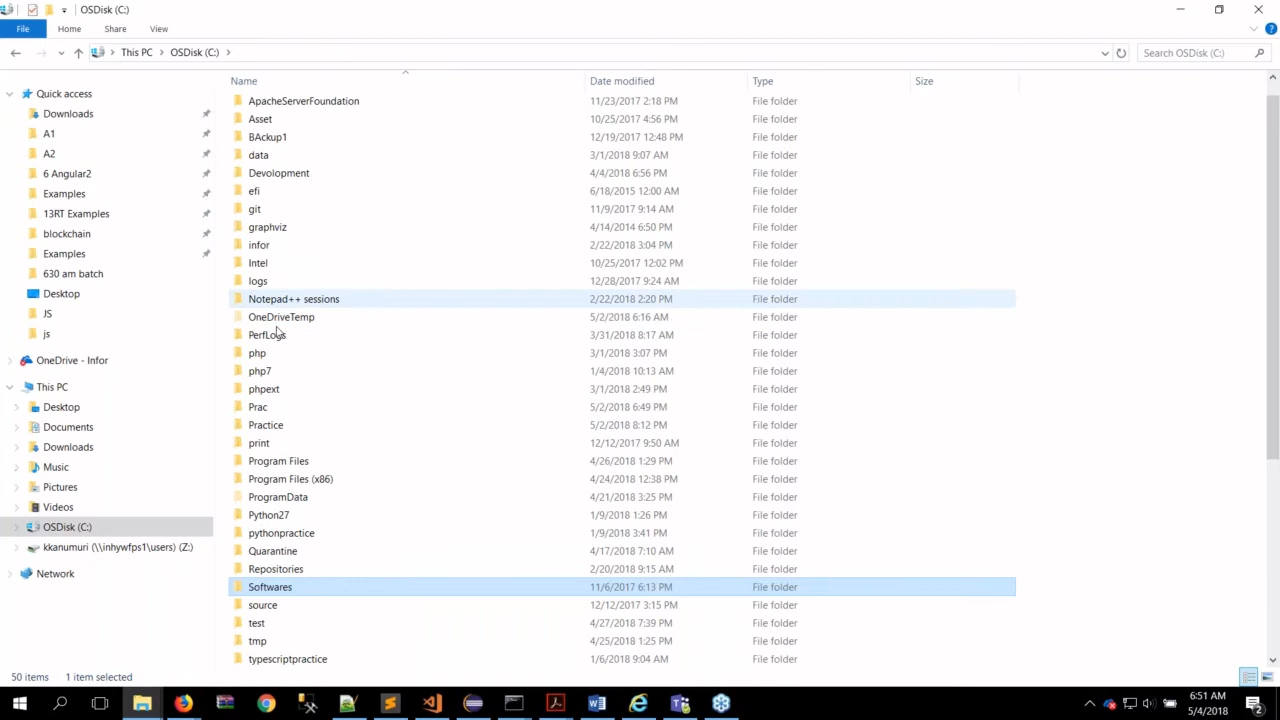 OSDisk (C:)
File Home Share View
This PC OSDisk (C:) Search OSDisk (C:)
Name Date modified Type Size
Quick access
Downloads
A1
A2
6 Angular2
Examples
13RT Examples
blockchain
Examples
630 am batch
Desktop
JS
js
OneDrive - Infor
This PC
Desktop
Documents
Downloads
Music
Pictures
Videos
OSDisk (C:)
kkanumuri (\\inhywfps1\users) (Z:)
Network
ApacheServerFoundation 11/23/2017 2:18 PM File folder
Asset 10/25/2017 4:56 PM File folder
BAckup1 12/19/2017 12:48 PM File folder
data 3/1/2018 9:07 AM File folder
Devolopment 4/4/2018 6:56 PM File folder
efi 6/18/2015 12:00 AM File folder
git 11/9/2017 9:14 AM File folder
graphviz 4/14/2014 6:50 PM File folder
infor 2/22/2018 3:04 PM File folder
Intel 10/25/2017 12:02 PM File folder
logs 12/28/2017 9:24 AM File folder
Notepad++ sessions 2/22/2018 2:20 PM File folder
OneDriveTemp 5/2/2018 6:16 AM File folder
PerfLogs 3/31/2018 8:17 AM File folder
php 3/1/2018 3:07 PM File folder
php7 1/4/2018 10:13 AM File folder
phpext 3/1/2018 2:49 PM File folder
Prac 5/2/2018 6:49 PM File folder
Practice 5/2/2018 8:12 PM File folder
print 12/12/2017 9:50 AM File folder
Program Files 4/26/2018 1:29 PM File folder
Program Files (x86) 4/24/2018 12:38 PM File folder
ProgramData 4/21/2018 3:25 PM File folder
Python27 1/9/2018 1:26 PM File folder
pythonpractice 1/9/2018 3:41 PM File folder
Quarantine 4/17/2018 7:10 AM File folder
Repositories 2/20/2018 9:15 AM File folder
Softwares 11/6/2017 6:13 PM File folder
source 12/12/2017 3:15 PM File folder
test 4/27/2018 7:39 PM File folder
tmp 4/25/2018 1:25 PM File folder
typescriptpractice 1/6/2018 9:04 AM File folder
50 items 1 item selected
6:51 AM
5/4/2018
2